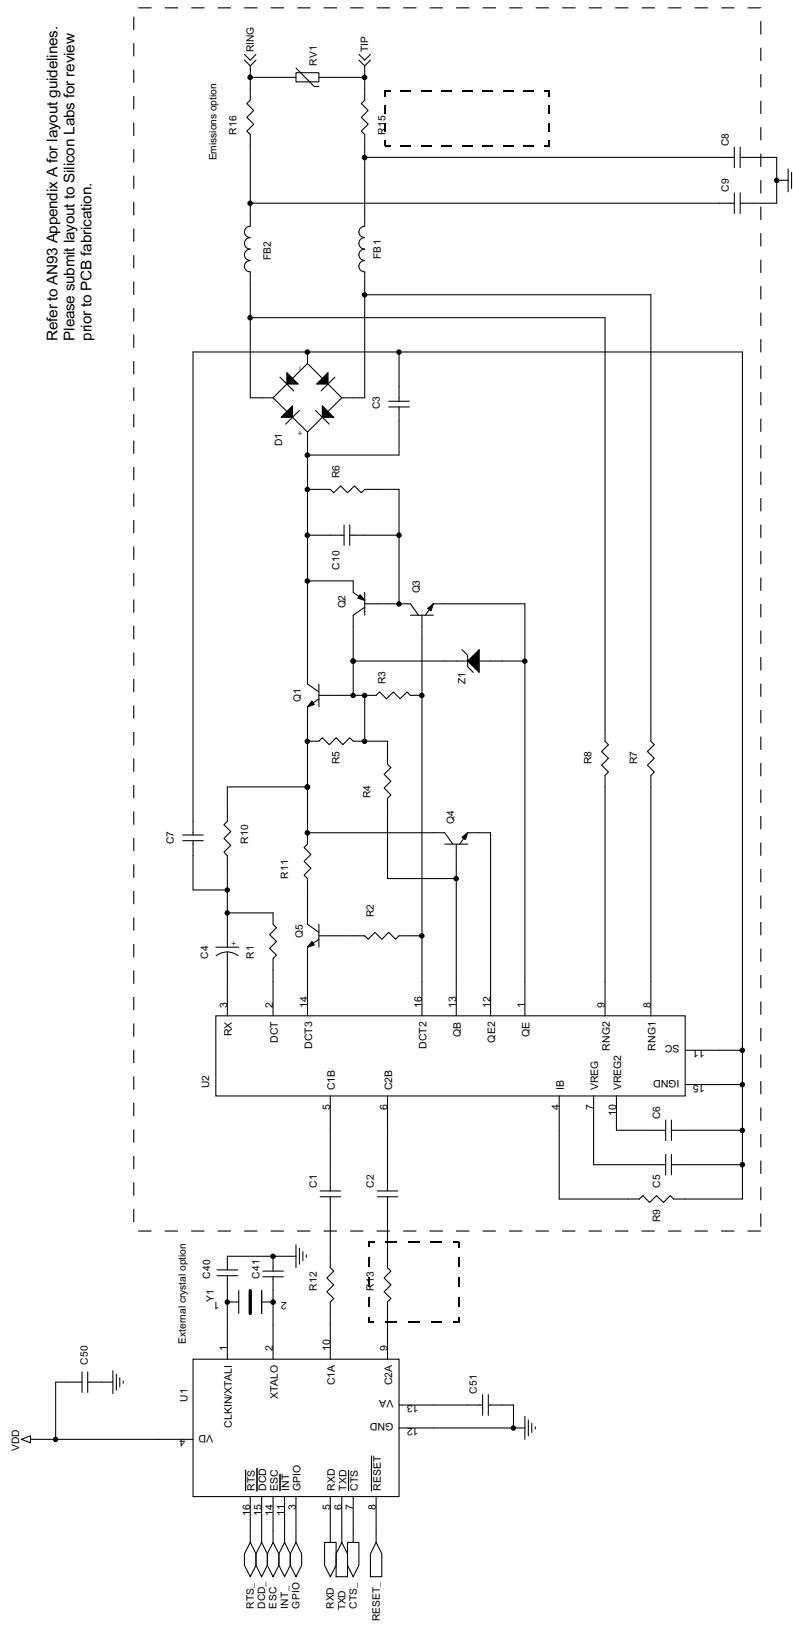 Refer to AN93 Appendix A for layout guidelines.
Please submit layout to Silicon Labs for review
prior to PCB fabrication.
RING
TIP
RV1
Emissions option
R16
R15
C8
C9
FB2
FB1
D1
+
-
C3
R6
C10
Q2
Q3
Z1
Q1
R3
R5
R4
R8
R7
C7
R10
R11
Q4
C4
+
R1
Q5
R2
3
2
14
16
13
12
1
9
8
RX
DCT
DCT3
DCT2
QB
QE2
QE
RNG2
RNG1
U2
C1B
C2B
IB
VREG
VREG2
IGND
SC
11
15
5
6
4
7
10
C6
C5
R9
C1
C2
External crystal option
C40
C41
Y1
1
2
R12
R13
1
2
10
9
U1
CLKIN/XTALI
XTALO
C1A
C2A
VA
13
GND
12
C51
VDD
C50
4
VD
RTS
DCD
ESC
INT
GPIO
RXD
TXD
CTS
RESET
16
15
14
11
3
5
6
7
8
RTS_
DCD_
ESC
INT_
GPIO
RXD
TXD
CTS_
RESET_